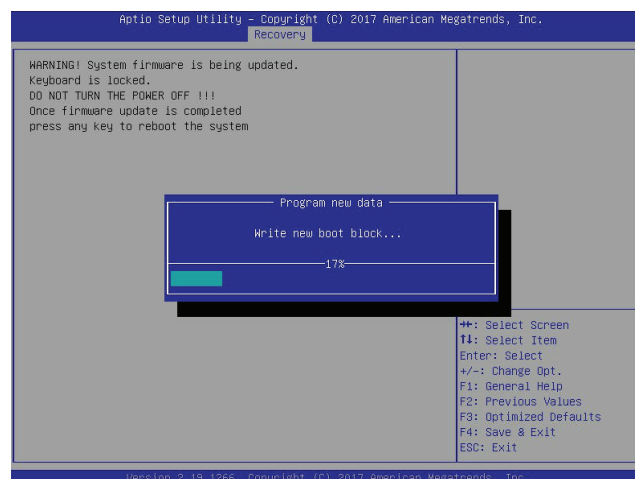 Aptio Setup Utility – Copyright (C) 2017 American Megatrends, Inc.
Recovery
WARNING! System firmware is being updated.
Keyboard is locked.
DO NOT TURN THE POWER OFF !!!
Once firmware update is completed
press any key to reboot the system
Program new data
Write new boot block...
17%
→←: Select Screen
↑↓: Select Item
Enter: Select
+/-: Change Opt.
F1: General Help
F2: Previous Values
F3: Optimized Defaults
F4: Save & Exit
ESC: Exit
Version 2.19.1266. Copyright (C) 2017 American Megatrends, Inc.